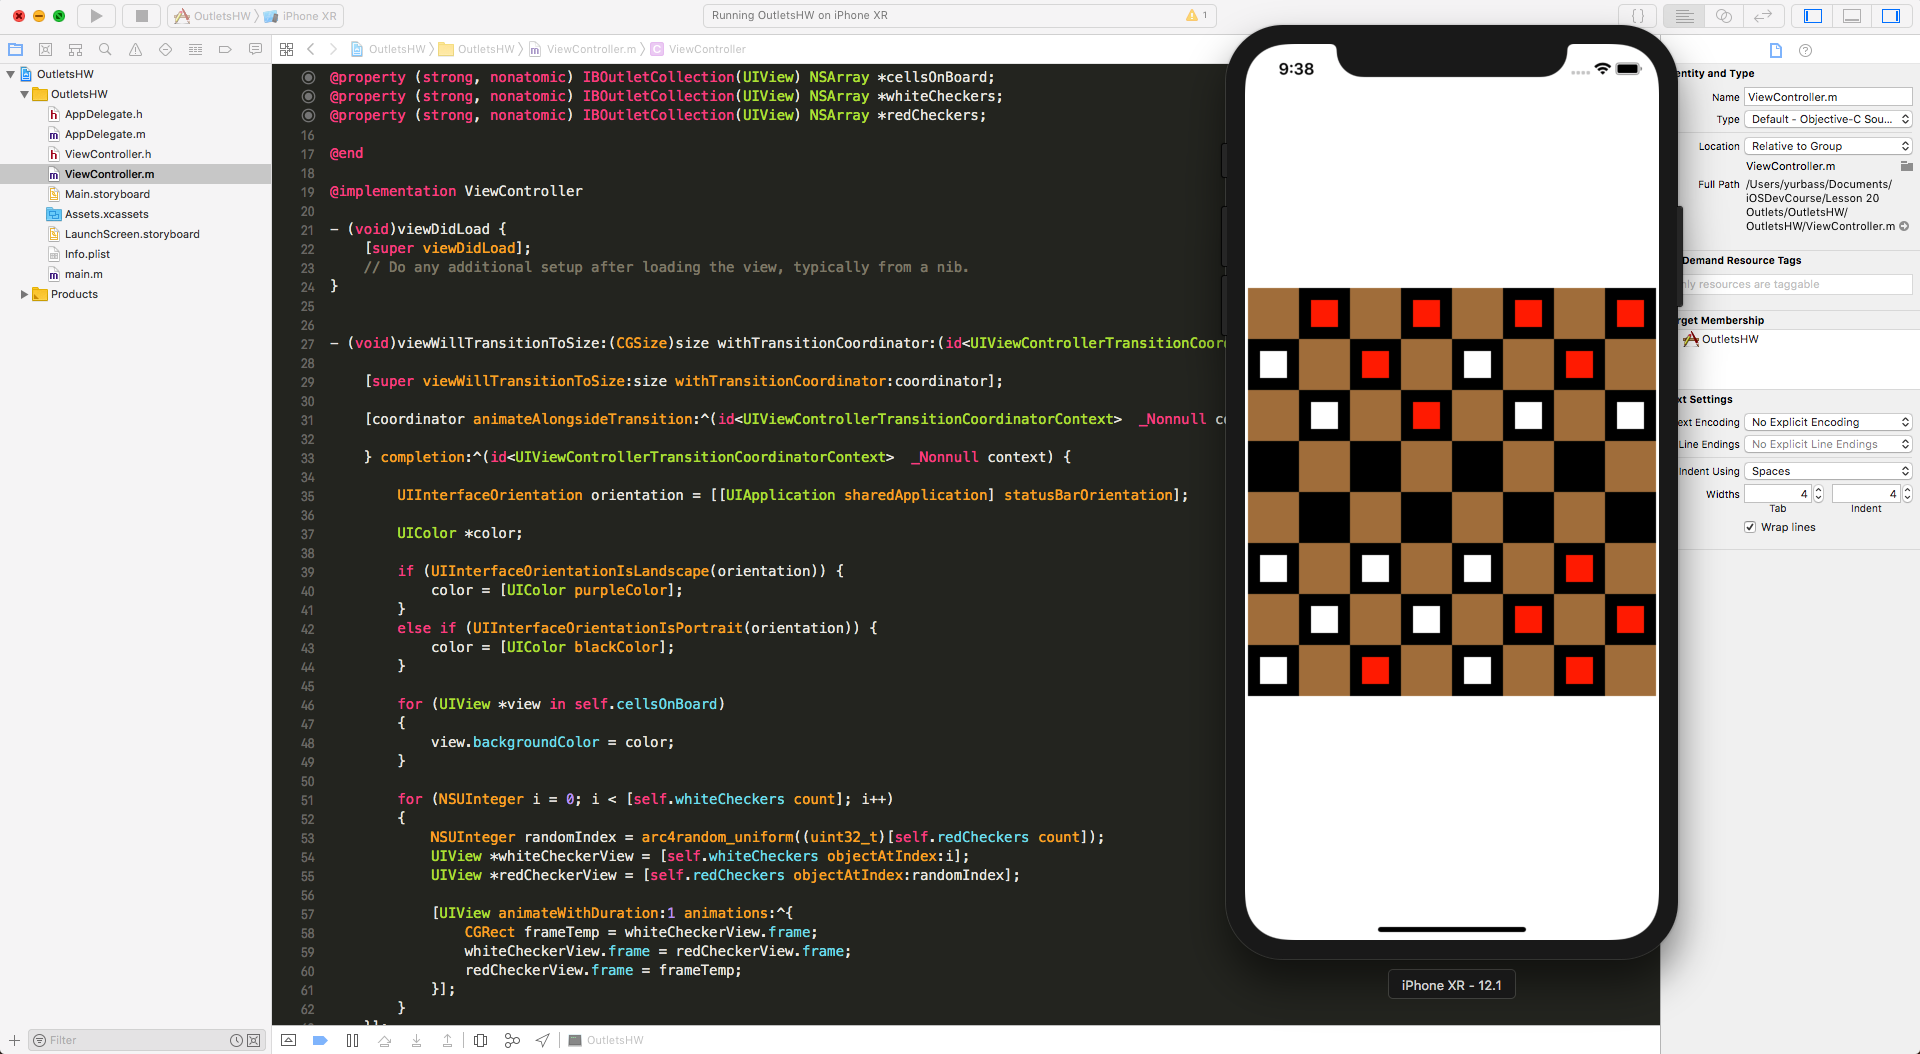 OutletsHW › iPhone XR
Running OutletsHW on iPhone XR
1
OutletsHW › OutletsHW › ViewController.m › C ViewController
OutletsHW
OutletsHW
AppDelegate.h
AppDelegate.m
ViewController.h
ViewController.m
Main.storyboard
Assets.xcassets
LaunchScreen.storyboard
Info.plist
main.m
Products
Filter
@property (strong, nonatomic) IBOutletCollection(UIView) NSArray *cellsOnBoard;
@property (strong, nonatomic) IBOutletCollection(UIView) NSArray *whiteCheckers;
@property (strong, nonatomic) IBOutletCollection(UIView) NSArray *redCheckers;
16
17 @end
18
19 @implementation ViewController
20
21 - (void)viewDidLoad {
22 [super viewDidLoad];
23 // Do any additional setup after loading the view, typically from a nib.
24 }
25
26
27 - (void)viewWillTransitionToSize:(CGSize)size withTransitionCoordinator:(id<UIViewControllerTransitionCoor
28
29 [super viewWillTransitionToSize:size withTransitionCoordinator:coordinator];
30
31 [coordinator animateAlongsideTransition:^(id<UIViewControllerTransitionCoordinatorContext> _Nonnull co
32
33 } completion:^(id<UIViewControllerTransitionCoordinatorContext> _Nonnull context) {
34
35 UIInterfaceOrientation orientation = [[UIApplication sharedApplication] statusBarOrientation];
36
37 UIColor *color;
38
39 if (UIInterfaceOrientationIsLandscape(orientation)) {
40 color = [UIColor purpleColor];
41 }
42 else if (UIInterfaceOrientationIsPortrait(orientation)) {
43 color = [UIColor blackColor];
44 }
45
46 for (UIView *view in self.cellsOnBoard)
47 {
48 view.backgroundColor = color;
49 }
50
51 for (NSUInteger i = 0; i < [self.whiteCheckers count]; i++)
52 {
53 NSUInteger randomIndex = arc4random_uniform((uint32_t)[self.redCheckers count]);
54 UIView *whiteCheckerView = [self.whiteCheckers objectAtIndex:i];
55 UIView *redCheckerView = [self.redCheckers objectAtIndex:randomIndex];
56
57 [UIView animateWithDuration:1 animations:^{
58 CGRect frameTemp = whiteCheckerView.frame;
59 whiteCheckerView.frame = redCheckerView.frame;
60 redCheckerView.frame = frameTemp;
61 }];
62 }
OutletsHW
9:38
iPhone XR - 12.1
entity and Type
Name ViewController.m
Type Default - Objective-C Sou...
Location Relative to Group
ViewController.m
Full Path /Users/yurbass/Documents/
iOSDevCourse/Lesson 20
Outlets/OutletsHW/
OutletsHW/ViewController.m
Demand Resource Tags
nly resources are taggable
rget Membership
OutletsHW
xt Settings
ext Encoding No Explicit Encoding
Line Endings No Explicit Line Endings
Indent Using Spaces
Widths 4 4
Tab Indent
Wrap lines